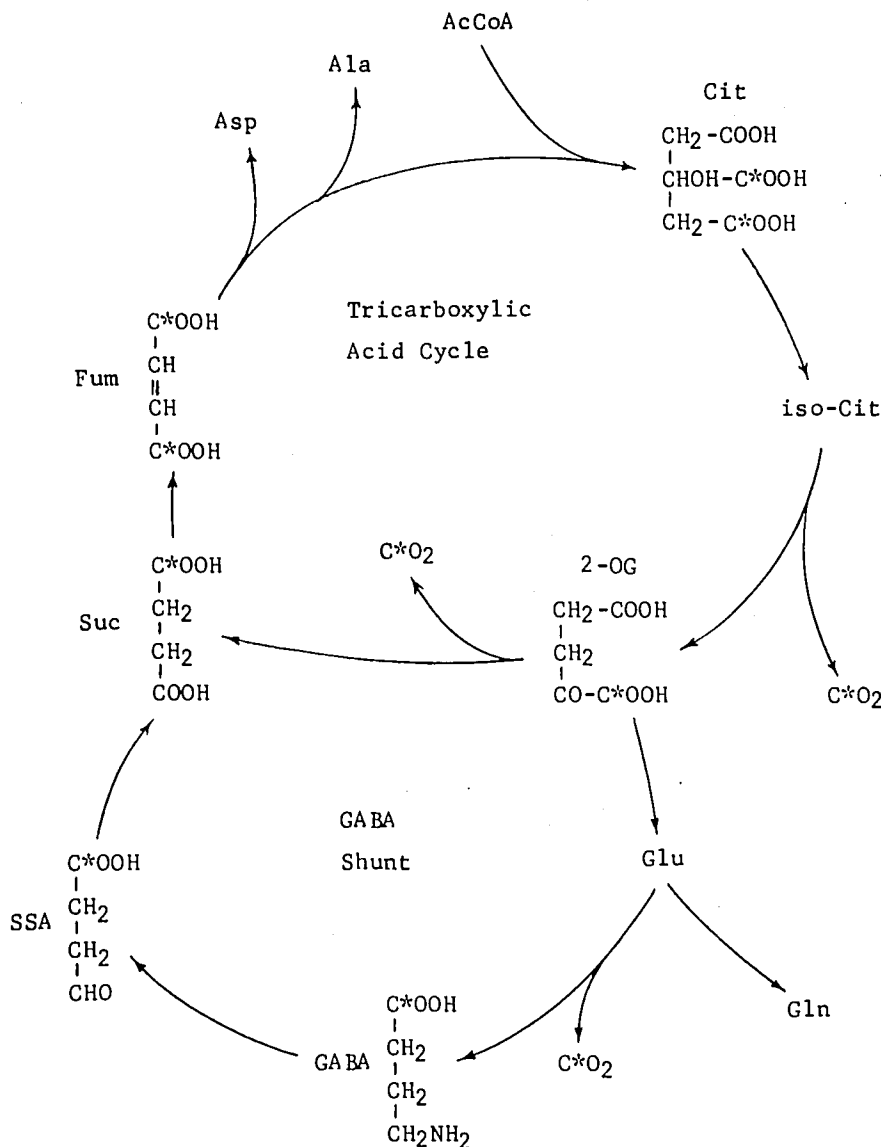 AcCoA
Ala
Cit
Asp
CH2-COOH
CHOH-C*OOH
CH2-C*OOH
Tricarboxylic
Acid Cycle
C*OOH
CH
Fum
CH
C*OOH
iso-Cit
C*O2
2-OG
C*OOH
CH2
Suc
CH2
COOH
CH2-COOH
CH2
CO-C*OOH
C*O2
GABA
Shunt
Glu
C*OOH
CH2
SSA
CH2
CHO
Gln
C*OOH
CH2
GABA
CH2
CH2NH2
C*O2